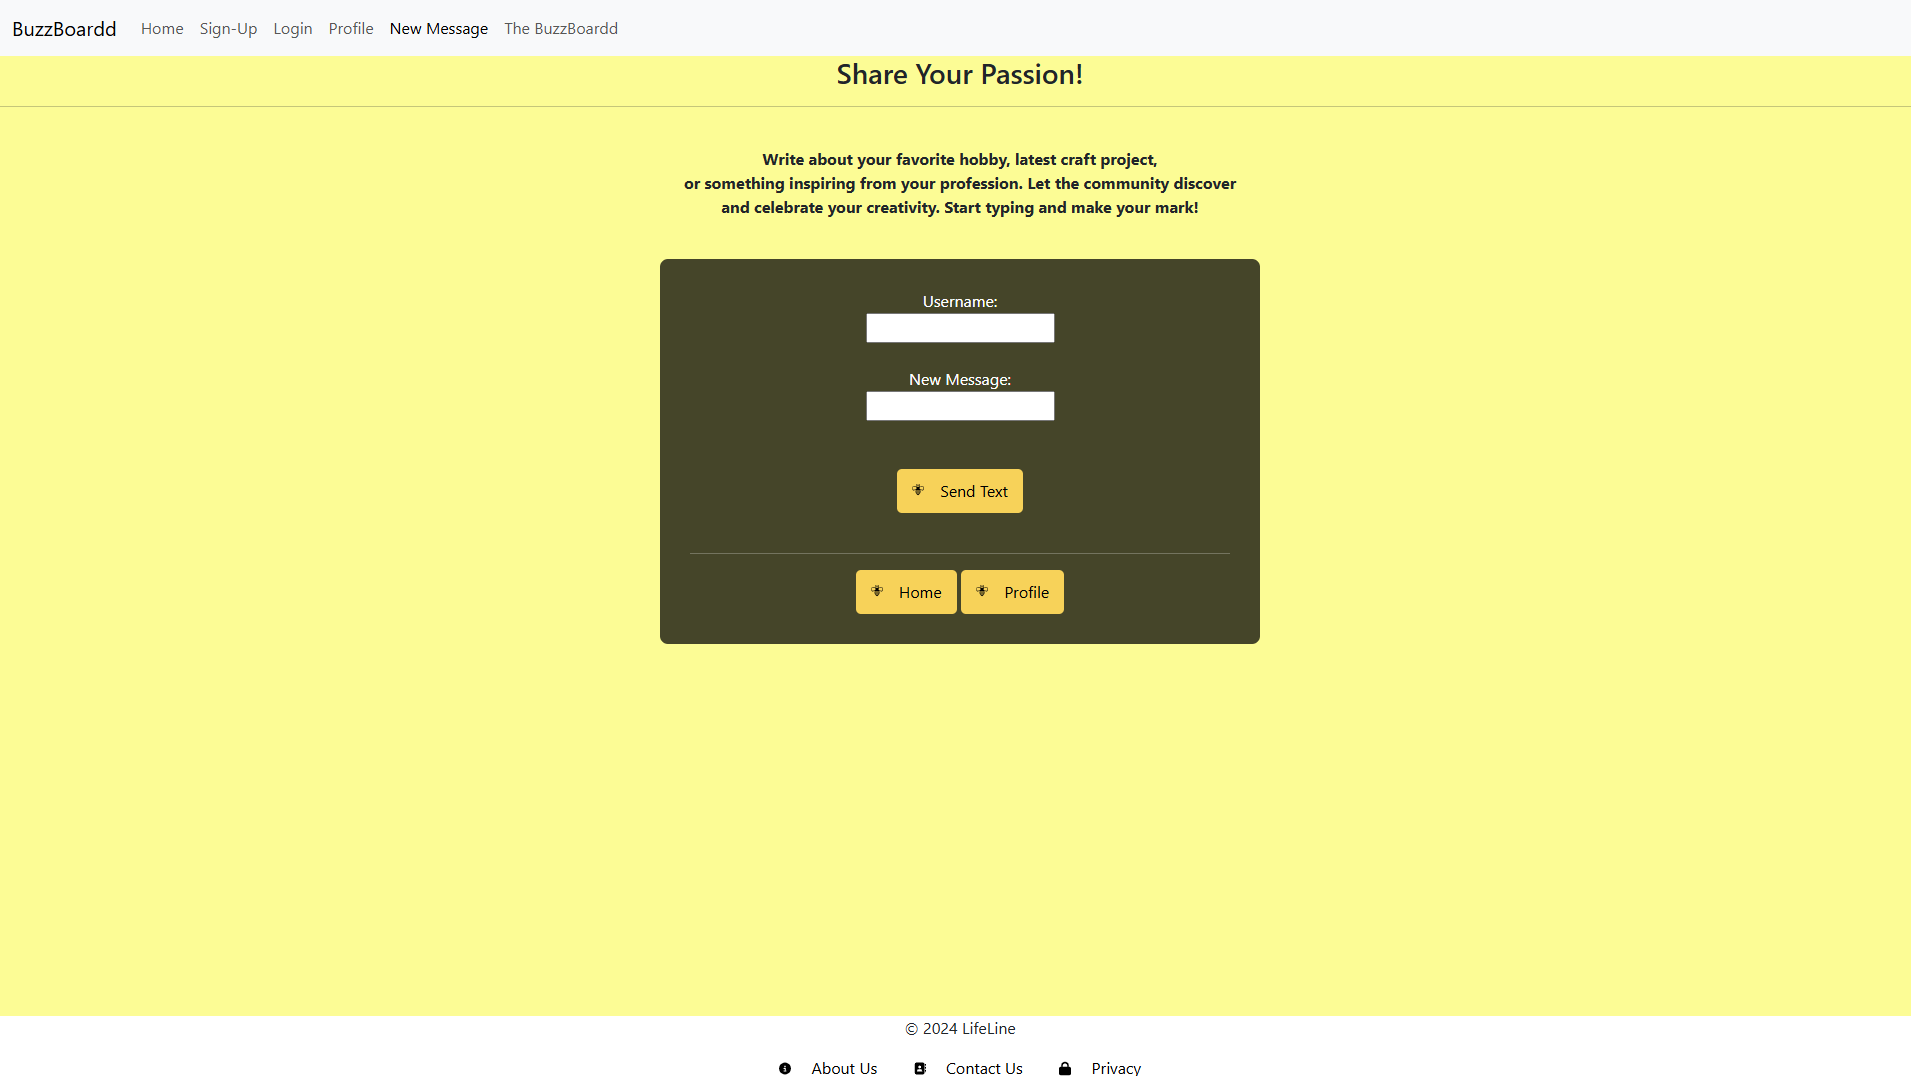 BuzzBoardd Home Sign-Up Login Profile New Message The BuzzBoardd
Share Your Passion!
Write about your favorite hobby, latest craft project,
or something inspiring from your profession. Let the community discover
and celebrate your creativity. Start typing and make your mark!
Username:
New Message:
Send Text
Home Profile
© 2024 LifeLine
About Us Contact Us Privacy